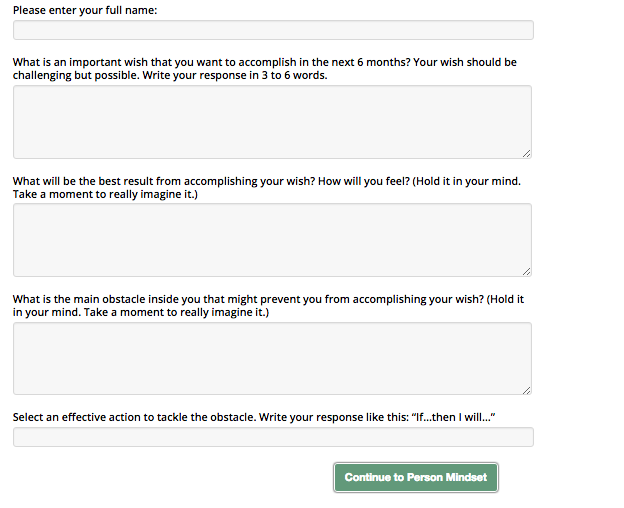 Please enter your full name:
What is an important wish that you want to accomplish in the next 6 months? Your wish should be
challenging but possible. Write your response in 3 to 6 words.
What will be the best result from accomplishing your wish? How will you feel? (Hold it in your mind.
Take a moment to really imagine it.)
What is the main obstacle inside you that might prevent you from accomplishing your wish? (Hold it
in your mind. Take a moment to really imagine it.)
Select an effective action to tackle the obstacle. Write your response like this: “If...then I will...”
Continue to Person Mindset